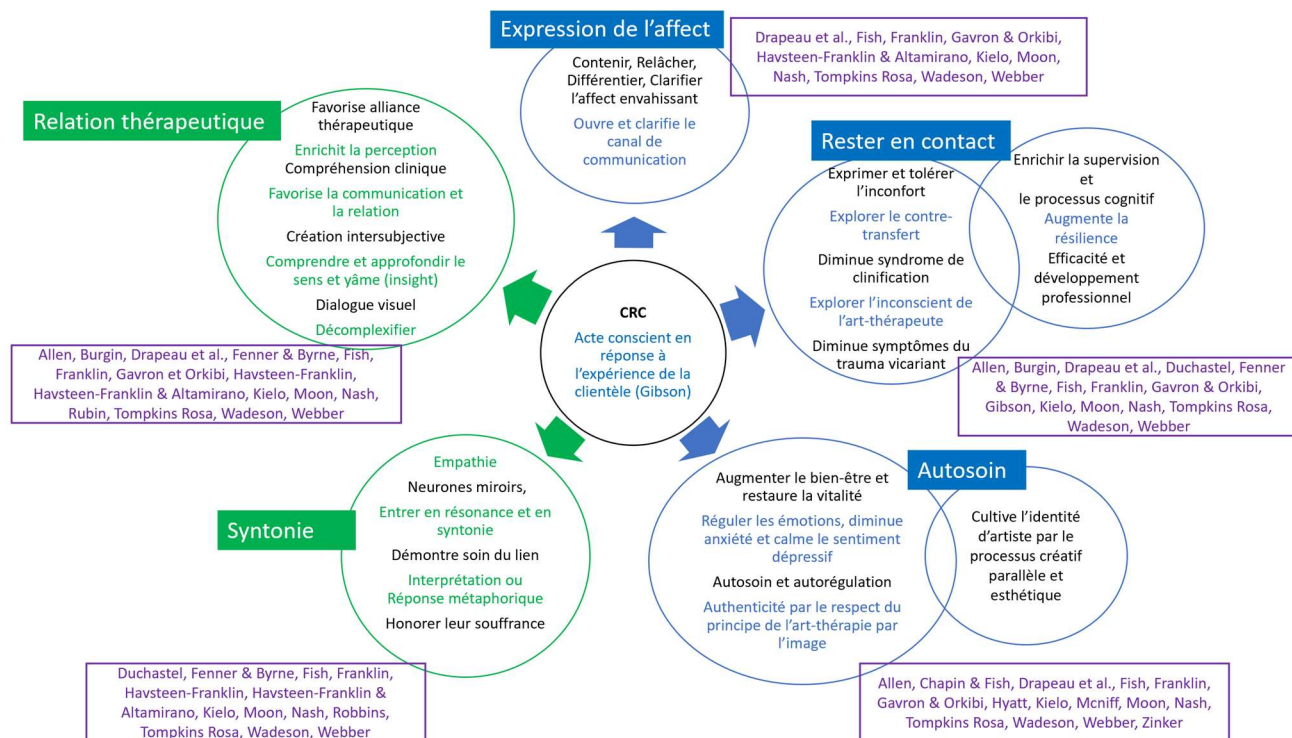 Expression de l’affect
Contenir, Relâcher,
Différentier, Clarifier
l’affect envahissant
Ouvre et clarifie le
canal de communication
Drapeau et al., Fish, Franklin, Gavron & Orkibi,
Havsteen-Franklin & Altamirano, Kielo, Moon,
Nash, Tompkins Rosa, Wadeson, Webber
Relation thérapeutique
Favorise alliance
thérapeutique
Enrichit la perception
Compréhension clinique
Favorise la communication et
la relation
Création intersubjective
Comprendre et approfondir le
sens et yâme (insight)
Dialogue visuel
Décomplexifier
Allen, Burgin, Drapeau et al., Fenner & Byrne, Fish,
Franklin, Gavron et Orkibi, Havsteen-Franklin,
Havsteen-Franklin & Altamirano, Kielo, Moon, Nash,
Rubin, Tompkins Rosa, Wadeson, Webber
Rester en contact
Exprimer et tolérer
l’inconfort
Explorer le contre-
transfert
Diminue syndrome de
clinification
Explorer l’inconscient de
l’art-thérapeute
Diminue symptômes du
trauma vicariant
Enrichir la supervision
et
le processus cognitif
Augmente la
résilience
Efficacité et
développement
professionnel
Allen, Burgin, Drapeau et al., Duchastel, Fenner
& Byrne, Fish, Franklin, Gavron & Orkibi,
Gibson, Kielo, Moon, Nash, Tompkins Rosa,
Wadeson, Webber
CRC
Acte conscient en
réponse à
l’expérience de la
clientèle (Gibson)
Syntonie
Empathie
Neurones miroirs,
Entrer en résonance et en
syntonie
Démontre soin du lien
Interprétation ou
Réponse métaphorique
Honorer leur souffrance
Duchastel, Fenner & Byrne, Fish, Franklin,
Havsteen-Franklin, Havsteen-Franklin &
Altamirano, Kielo, Moon, Nash, Robbins,
Tompkins Rosa, Wadeson, Webber
Autosoin
Augmenter le bien-être et
restaure la vitalité
Réguler les émotions, diminue
anxiété et calme le sentiment
dépressif
Autosoin et autorégulation
Authenticité par le respect du
principe de l’art-thérapie par
l’image
Cultive l’identité
d’artiste par le
processus créatif
parallèle et
esthétique
Allen, Chapin & Fish, Drapeau et al., Fish, Franklin,
Gavron & Orkibi, Hyatt, Kielo, Mcniff, Moon, Nash,
Tompkins Rosa, Wadeson, Webber, Zinker